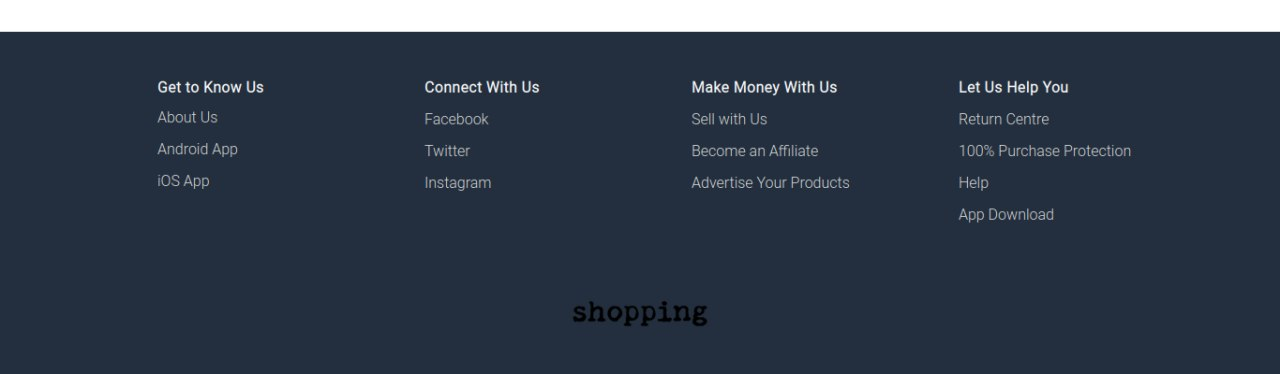 Get to Know Us
About Us
Android App
iOS App
Connect With Us
Facebook
Twitter
Instagram
Make Money With Us
Sell with Us
Become an Affiliate
Advertise Your Products
Let Us Help You
Return Centre
100% Purchase Protection
Help
App Download
shopping